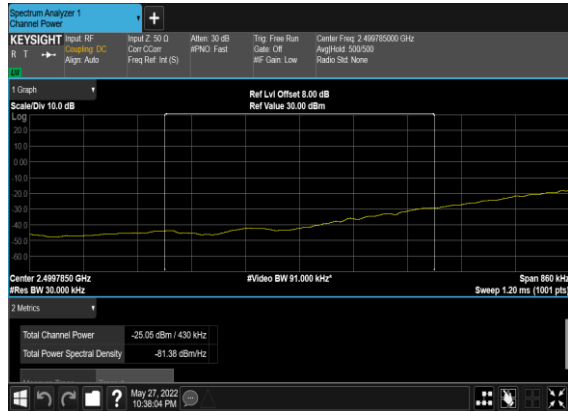 Spectrum Analyzer 1
Channel Power
+
KEYSIGHT Input: RF Input Z: 50 Ω Atten: 30 dB Trig: Free Run Center Freq: 2.499785000 GHz
R T Coupling: DC Corr CCorr #PNO: Fast Gate: Off Avg|Hold: 500/500
Align: Auto Freq Ref: Int (S) #IF Gain: Low Radio Std: None
1 Graph
Ref Lvl Offset 8.00 dB
Scale/Div 10.0 dB Ref Value 30.00 dBm
Log
20.0
10.0
0.00
-10.0
-20.0
-30.0
-40.0
-50.0
-60.0
Center 2.4997850 GHz #Video BW 91.000 kHz* Span 860 kHz
#Res BW 30.000 kHz Sweep 1.20 ms (1001 pts)
2 Metrics
Total Channel Power -25.05 dBm / 430 kHz
Total Power Spectral Density -81.38 dBm/Hz
? May 27, 2022
10:38:04 PM